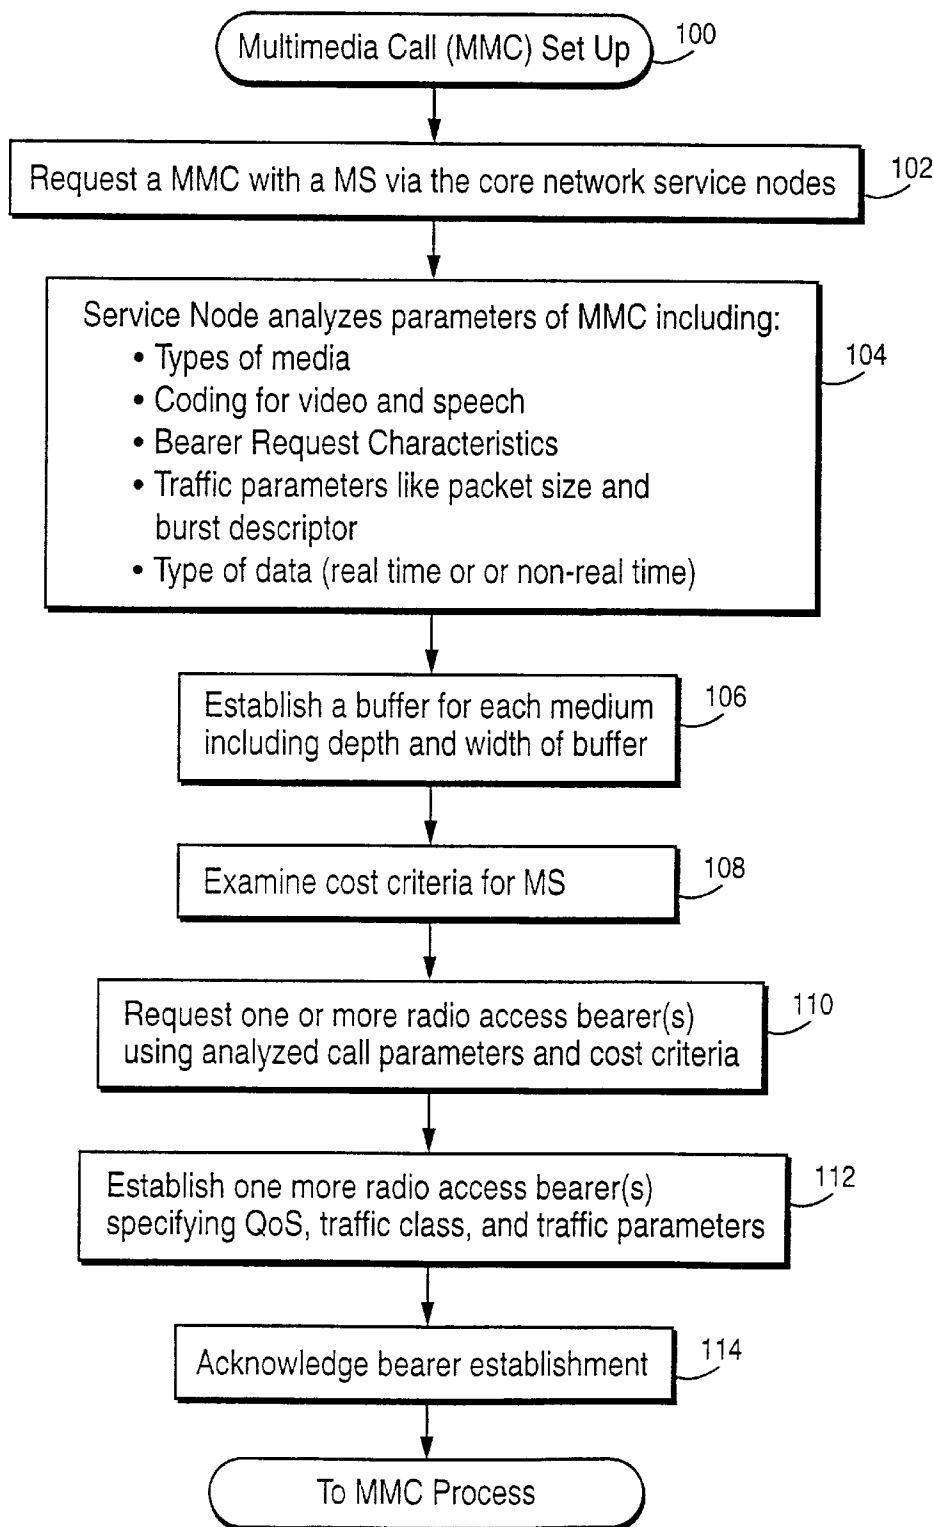 Multimedia Call (MMC) Set Up
100
Request a MMC with a MS via the core network service nodes
102
Service Node analyzes parameters of MMC including:
• Types of media
• Coding for video and speech
• Bearer Request Characteristics
• Traffic parameters like packet size and
burst descriptor
• Type of data (real time or or non-real time)
104
Establish a buffer for each medium
including depth and width of buffer
106
Examine cost criteria for MS
108
Request one or more radio access bearer(s)
using analyzed call parameters and cost criteria
110
Establish one more radio access bearer(s)
specifying QoS, traffic class, and traffic parameters
112
Acknowledge bearer establishment
114
To MMC Process